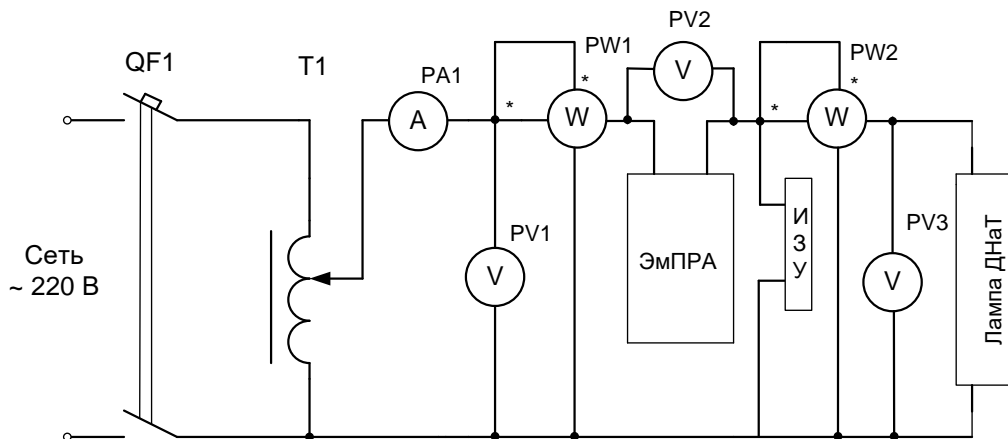 QF1
T1
PA1
PV2
PW1
PW2
A
*
*
W
V
*
*
W
Сеть
~ 220 В
PV1
V
ЭмПРА
И
З
У
PV3
V
Лампа ДНаТ